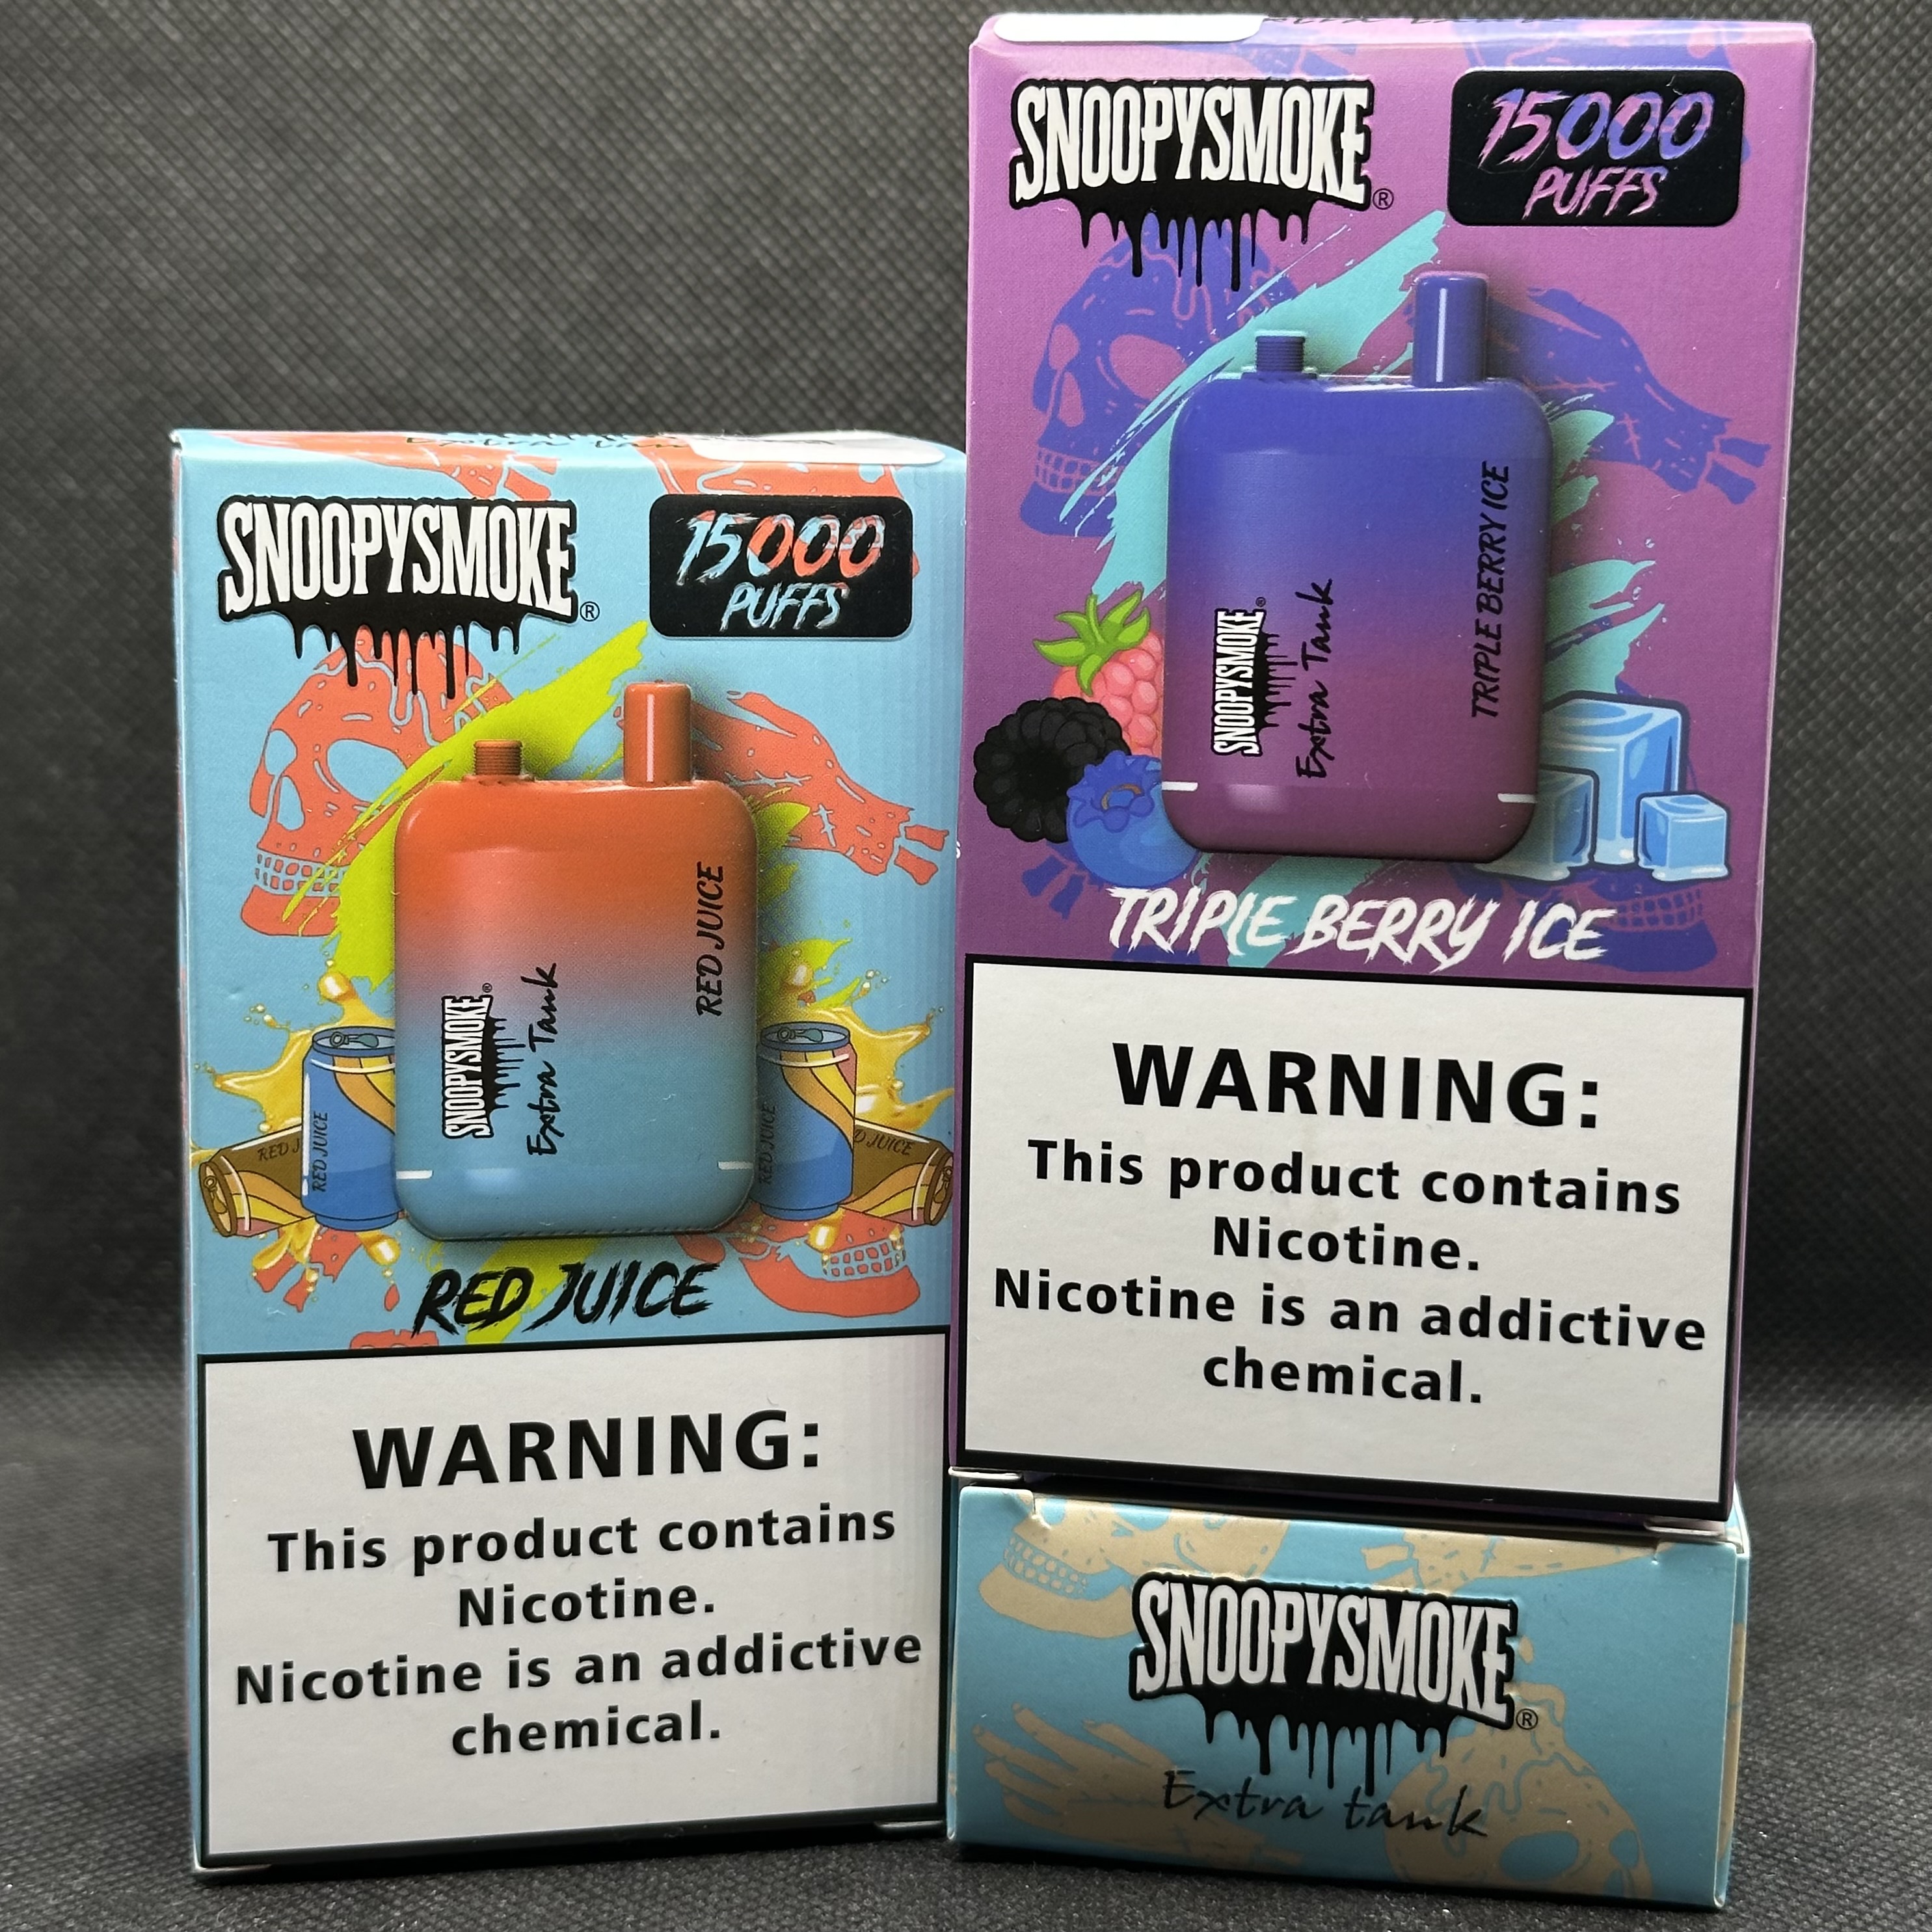 SNOOPYSMOKE®
15000
PUFFS
RED JUICE
SNOOPYSMOKE®
Extra Tank
RED JUICE
RED JUICE
RED JUICE
RED JUICE
WARNING:
This product contains
Nicotine.
Nicotine is an addictive
chemical.
SNOOPYSMOKE®
15000
PUFFS
SNOOPYSMOKE®
Extra Tank
TRIPLE BERRY ICE
TRIPLE BERRY ICE
WARNING:
This product contains
Nicotine.
Nicotine is an addictive
chemical.
SNOOPYSMOKE®
Extra tank